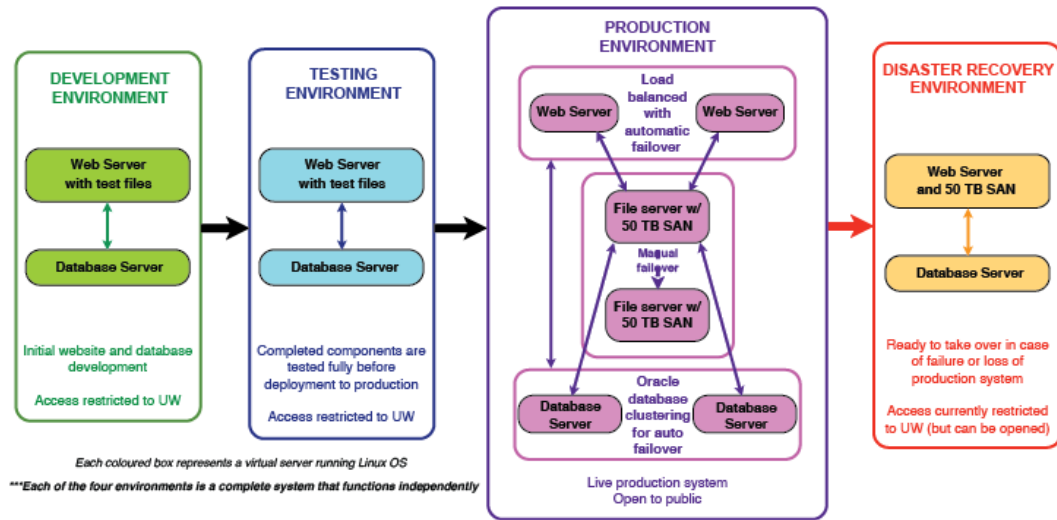 DEVELOPMENT
ENVIRONMENT
Web Server
with test files
Database Server
Initial website and database
development
Access restricted to UW
TESTING
ENVIRONMENT
Web Server
with test files
Database Server
Completed components are
tested fully before
deployment to production
Access restricted to UW
PRODUCTION
ENVIRONMENT
Load
balanced
with
automatic
failover
Web Server
Web Server
File server w/
50 TB SAN
Manual
failover
File server w/
50 TB SAN
Oracle
database
clustering
for auto
failover
Database
Server
Database
Server
Live production system
Open to public
DISASTER RECOVERY
ENVIRONMENT
Web Server
and 50 TB SAN
Database Server
Ready to take over in case
of failure or loss of
production system
Access currently restricted
to UW (but can be opened)
Each coloured box represents a virtual server running Linux OS
***Each of the four environments is a complete system that functions independently